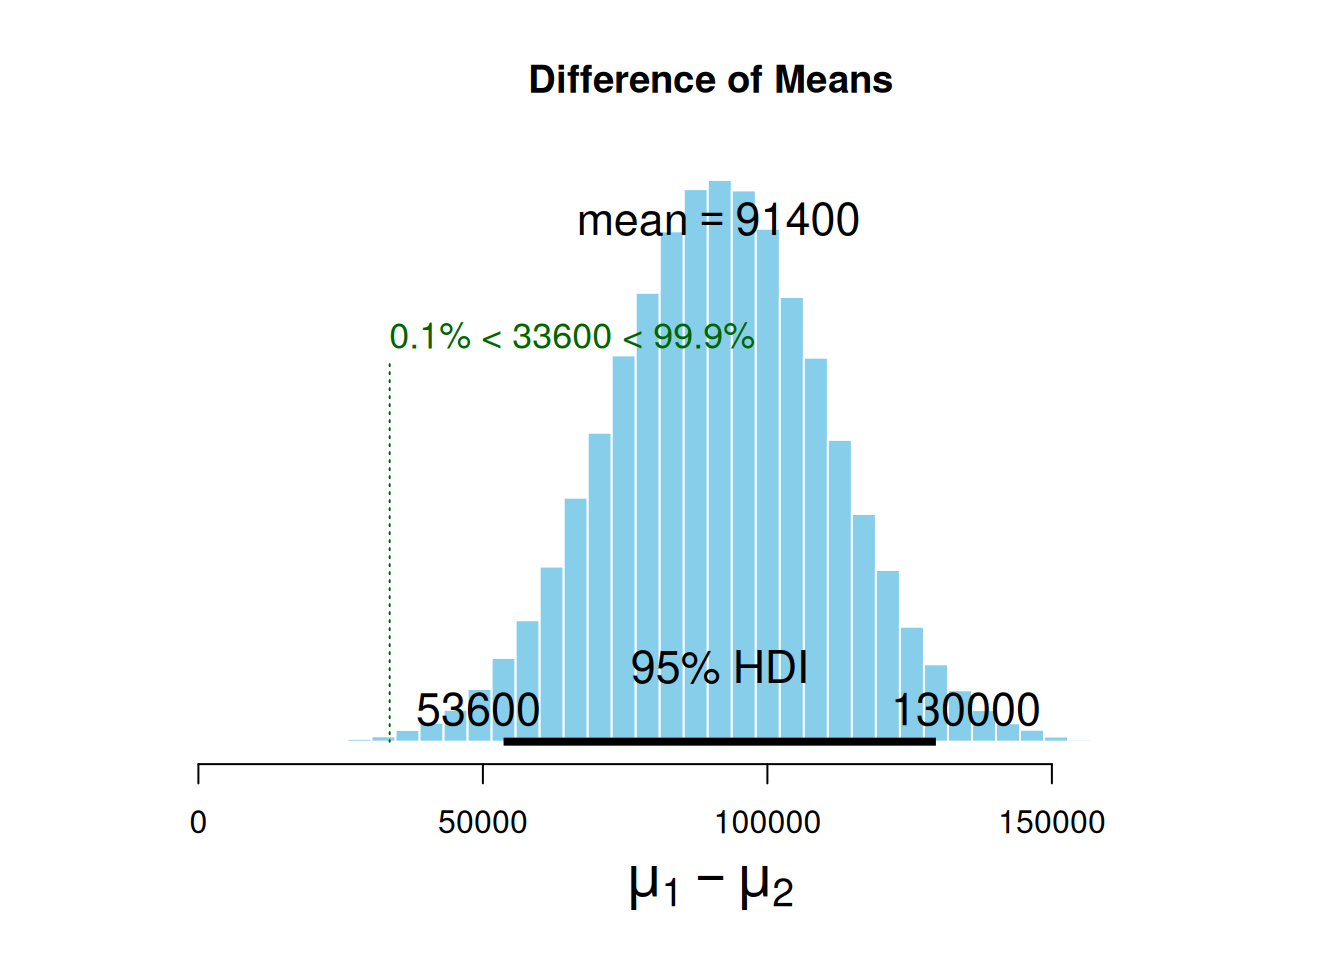 Difference of Means
mean = 91400
0.1% < 33600 < 99.9%
95% HDI
53600 130000
0 50000 100000 150000
μ₁ − μ₂